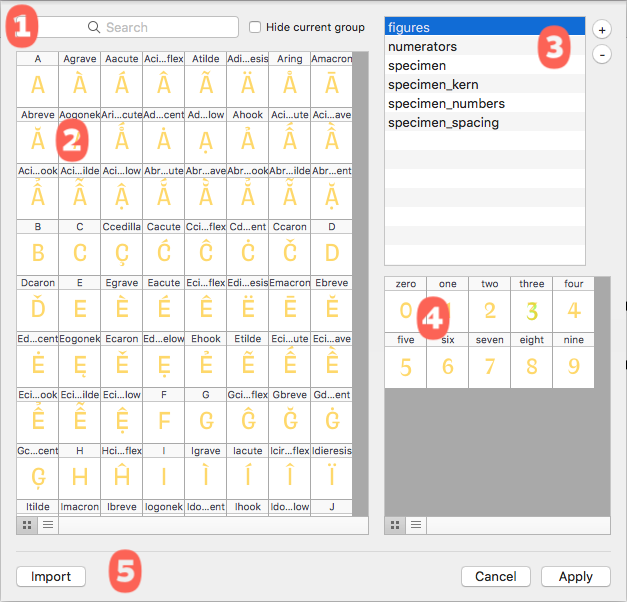 1 Search
Hide current group
A Agrave Aacute Aci...flex Atilde Adi...esis Aring Amacron
A À Á Â Ã Ä Å Ā
Abreve Aogonek Ari...cute Ad...cent Ad...low Ahook Aci...ute Aci...ave
Ă 2 Ǻ Ȧ Ạ Ả Ấ Ầ
Aci...ook Aci...ilde Aci...low Abr...ute Abr...ave Abr...ook Abr...ilde Abr...ent
Ẩ Ẫ Ậ Ắ Ằ Ẳ Ẵ Ặ
B C Ccedilla Cacute Cci...flex Cd...ent Ccaron D
B C Ç Ć Ĉ Ċ Č D
Dcaron E Egrave Eacute Eci...flex Edi...esis Emacron Ebreve
Ď E È É Ê Ë Ē Ĕ
Ed...cent Eogonek Ecaron Ed...elow Ehook Etilde Eci...ute Eci...ave
Ė Ę Ě Ẹ Ẻ Ẽ Ế Ề
Eci...ook Eci...ilde Eci...low F G Gci...flex Gbreve Gd...ent
Ể Ễ Ệ F G Ĝ Ğ Ġ
Gc...cent H Hci...flex I Igrave Iacute Icir...flex Idieresis
Ģ H Ĥ I Ì Í Î Ï
Itilde Imacron Ibreve Iogonek Ido...ent Ihook Ido...low J
figures
numerators
specimen
specimen_kern
specimen_numbers
specimen_spacing
3
+
-
zero one two three four
0 4 2 3 4
five six seven eight nine
5 6 7 8 9
Import
5
Cancel
Apply